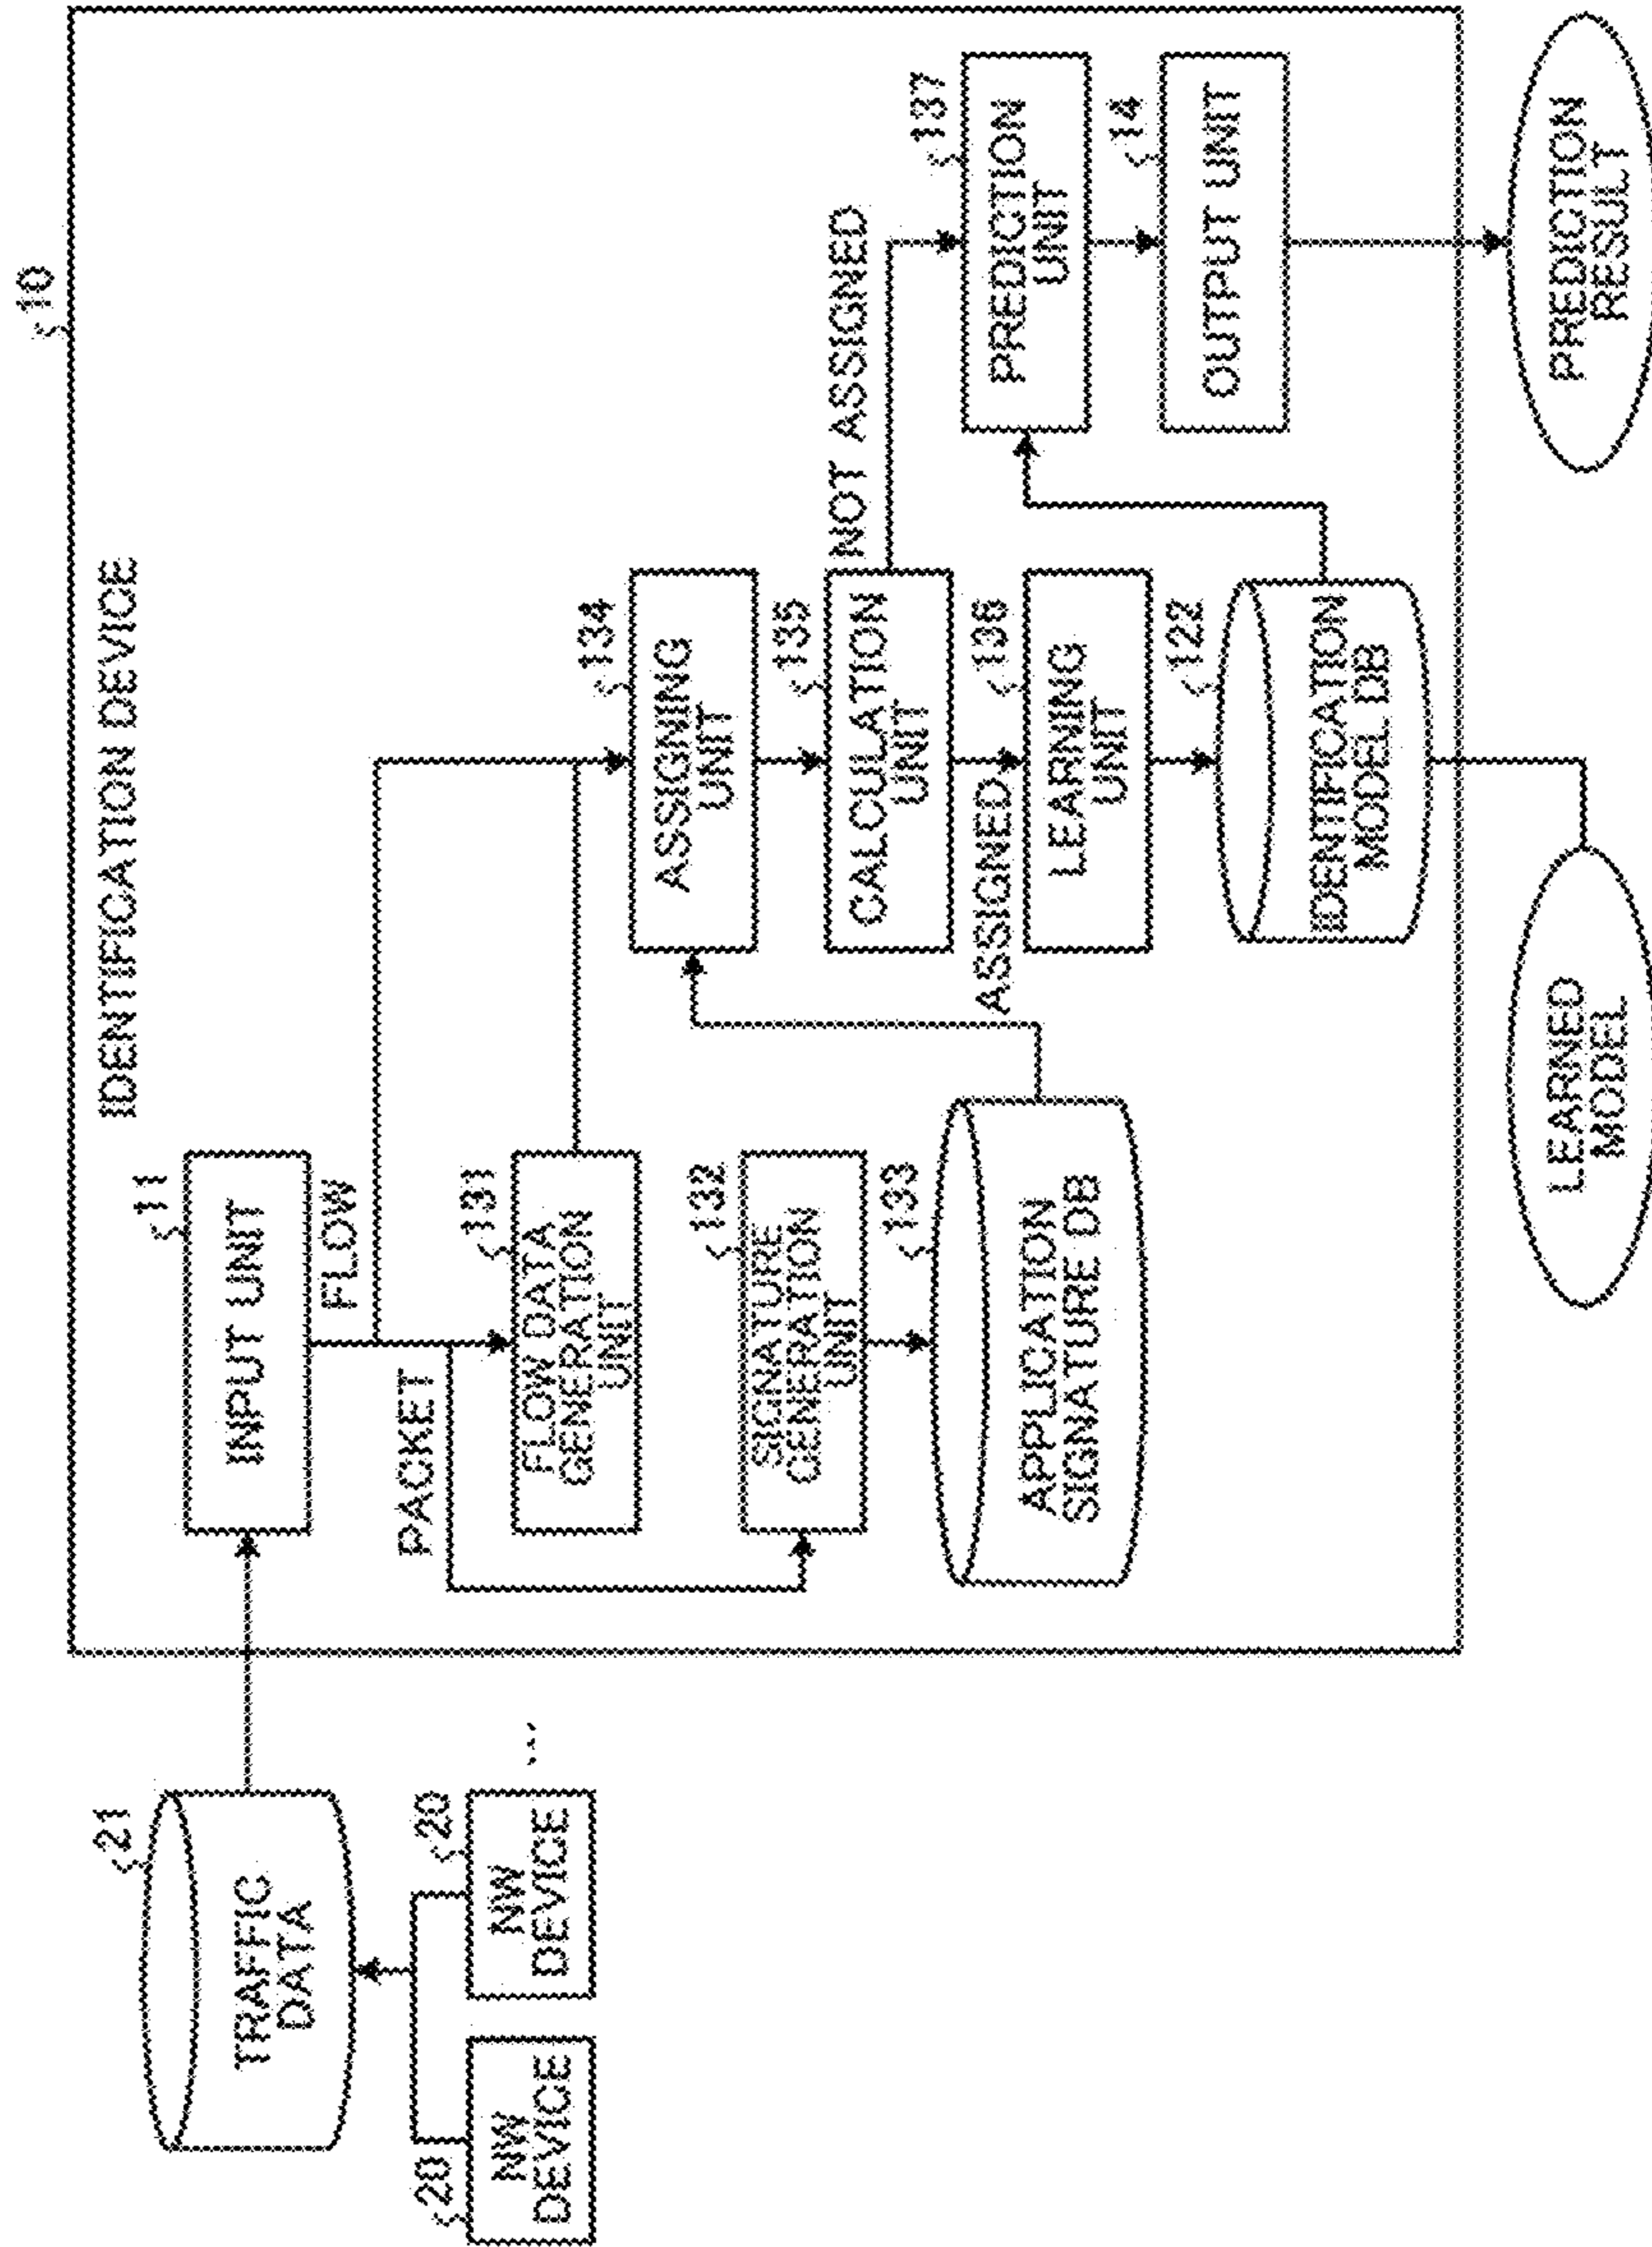 10
IDENTIFICATION DEVICE
21
TRAFFIC
DATA
20
NW
DEVICE
20
NW
DEVICE
...
11
INPUT UNIT
FLOW
PACKET
131
FLOW DATA
GENERATION
UNIT
132
SIGNATURE
GENERATION
UNIT
133
APPLICATION
SIGNATURE DB
134
ASSIGNING
UNIT
135
CALCULATION
UNIT
ASSIGNED
NOT ASSIGNED
136
LEARNING
UNIT
122
IDENTIFICATION
MODEL DB
137
PREDICTION
UNIT
14
OUTPUT UNIT
LEARNED
MODEL
PREDICTION
RESULT